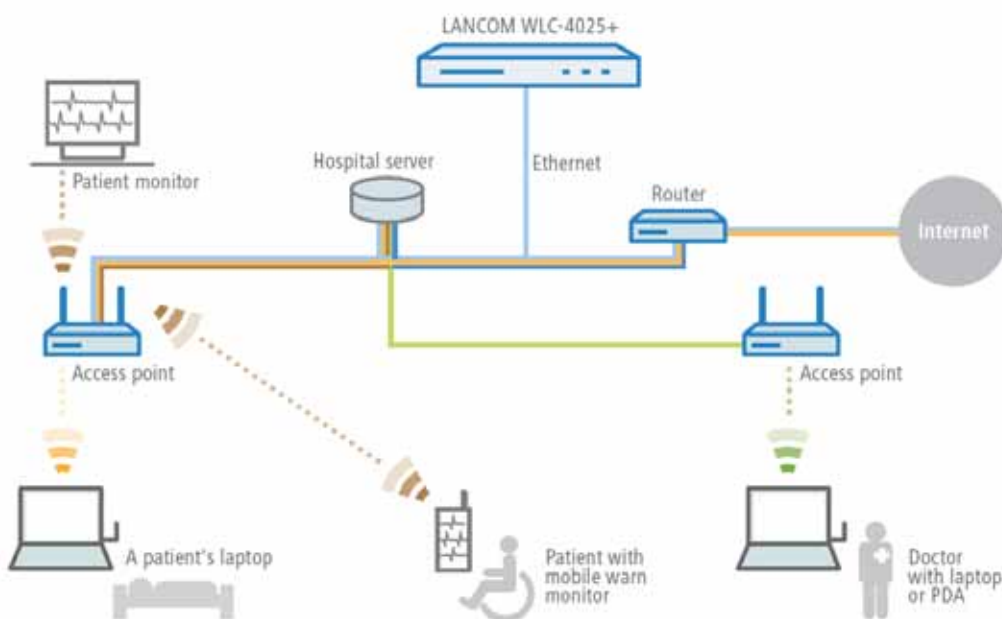 LANCOM WLC-4025+
Patient monitor
Hospital server
Ethernet
Router
Internet
Access point
Access point
A patient's laptop
Patient with
mobile warn
monitor
Doctor
with laptop
or PDA